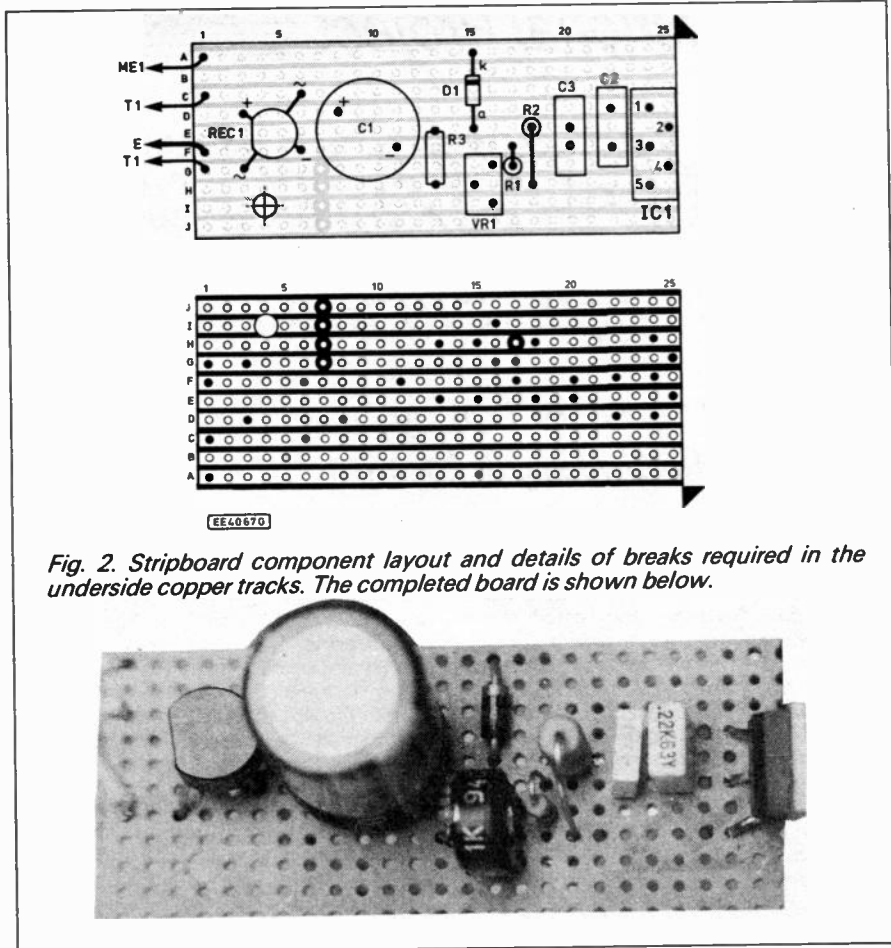 1 5 10 15 20 25
A
ME1
B
k
C
T1
D1
C3
C2
D
+
+
1
a
R2
REC1
C1
2
E
E
R3
3
F
T1
4
G
R1
H
5
I
VR1
IC1
J
1 5 10 15 20 25
J
I
H
G
F
E
D
C
B
A
EE4067G
Fig. 2. Stripboard component layout and details of breaks required in the
underside copper tracks. The completed board is shown below.
.22K63Y
1K 94